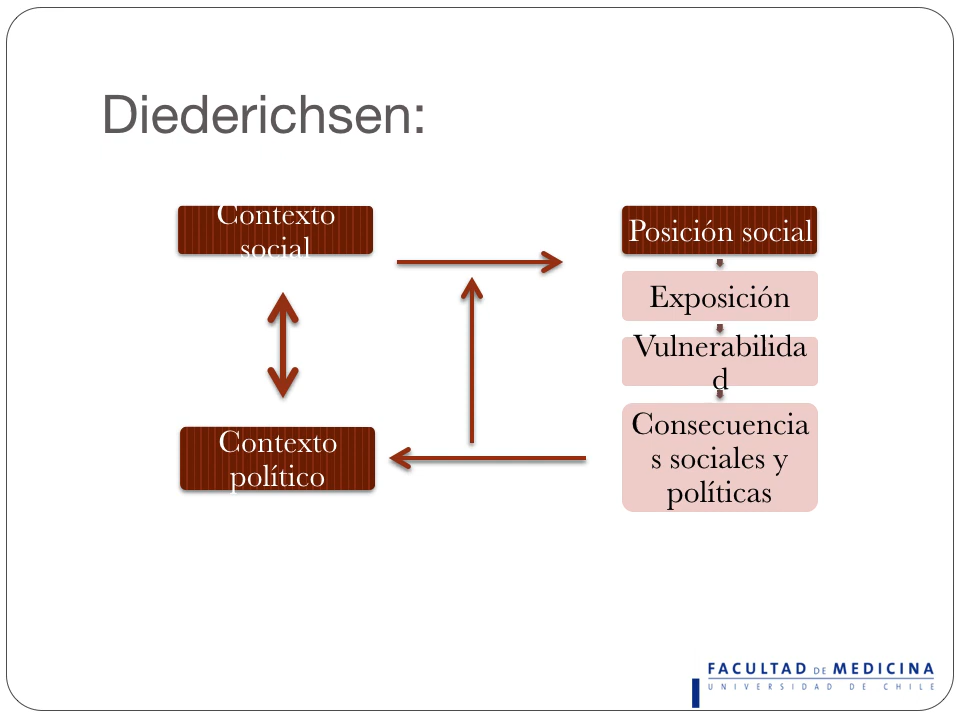 Diederichsen:
Contexto
social
Posición social
Exposición
Vulnerabilida
d
Contexto
político
Consecuencia
s sociales y
políticas
FACULTAD DE MEDICINA
UNIVERSIDAD DE CHILE